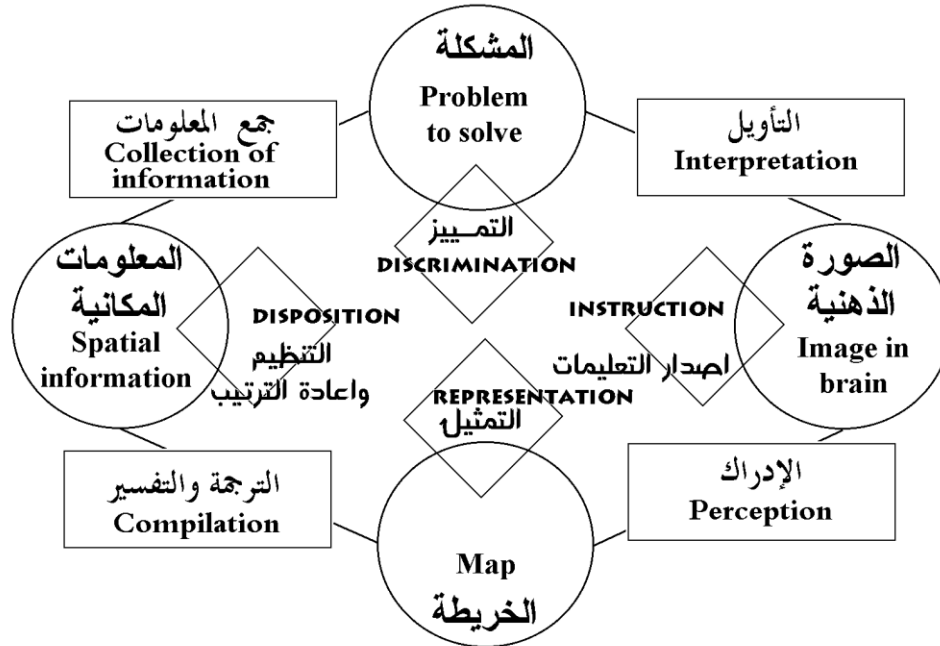 المشكلة
Problem
to solve
جمع المعلومات
Collection of
information
التأويل
Interpretation
التمـــييز
DISCRIMINATION
المعلومات
المكانية
Spatial
information
DISPOSITION
التنظيم
واعادة الترتيب
INSTRUCTION
اصدار التعليمات
الصورة
الذهنية
Image in
brain
REPRESENTATION
التمثيل
الترجمة والتفسير
Compilation
Map
الخريطة
الإدراك
Perception